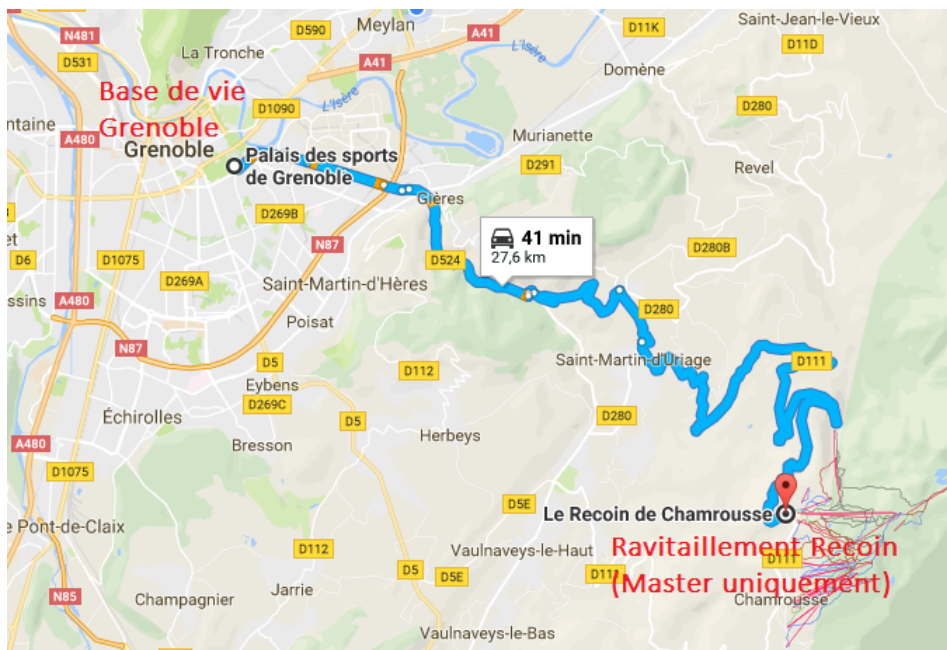 Saint-Jean-le-Vieux
Meylan
D590
D11K
N481
A41
La Tronche
D11D
D531
A41
Domène
Base de vie
L'Isère
L'Isère
D280
D1090
ntaine
Grenoble
Murianette
A480
Grenoble
Palais des sports
de Grenoble
D291
Revel
Gières
D269B
et
N87
41 min
27,6 km
D280B
D6
D1075
D524
D269A
Saint-Martin-d'Hères
ssins
A480
D280
Poisat
N87
D5
Saint-Martin-d'Uriage
D111
D112
Eybens
D269C
Échirolles
D5
D280
Herbeys
Bresson
A480
D1075
D5E
Le Recoin de Chamrousse
e Pont-de-Claix
Ravitaillement Recoin
D112
Vaulnaveys-le-Haut
D111
D5
D5E
D111
(Master uniquement)
Jarrie
N85
Champagnier
Chamrousse
Vaulnaveys-le-Bas